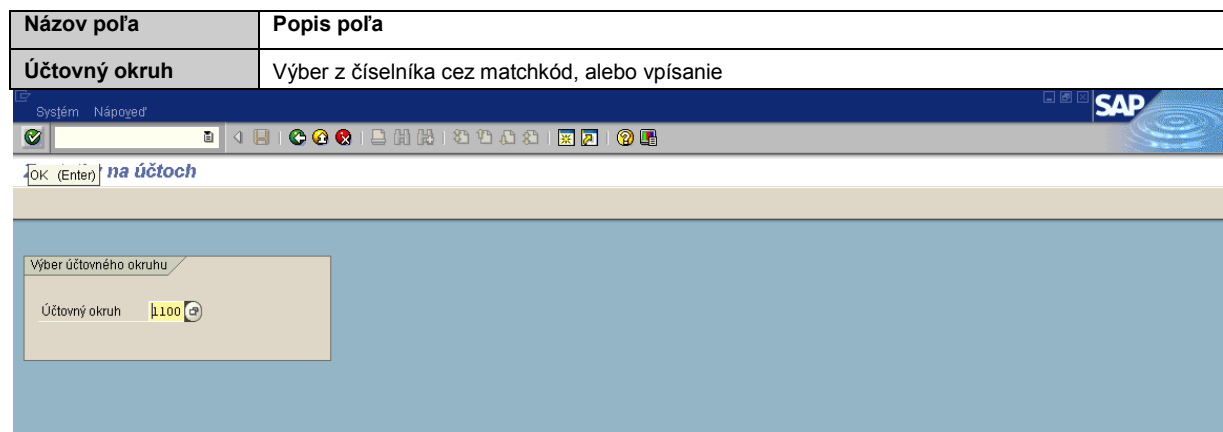 Názov poľa Popis poľa
Účtovný okruh Výber z číselníka cez matchkód, alebo vpísanie
Systém Nápoveď
SAP
na účtoch
OK (Enter)
Výber účtovného okruhu
Účtovný okruh 1100